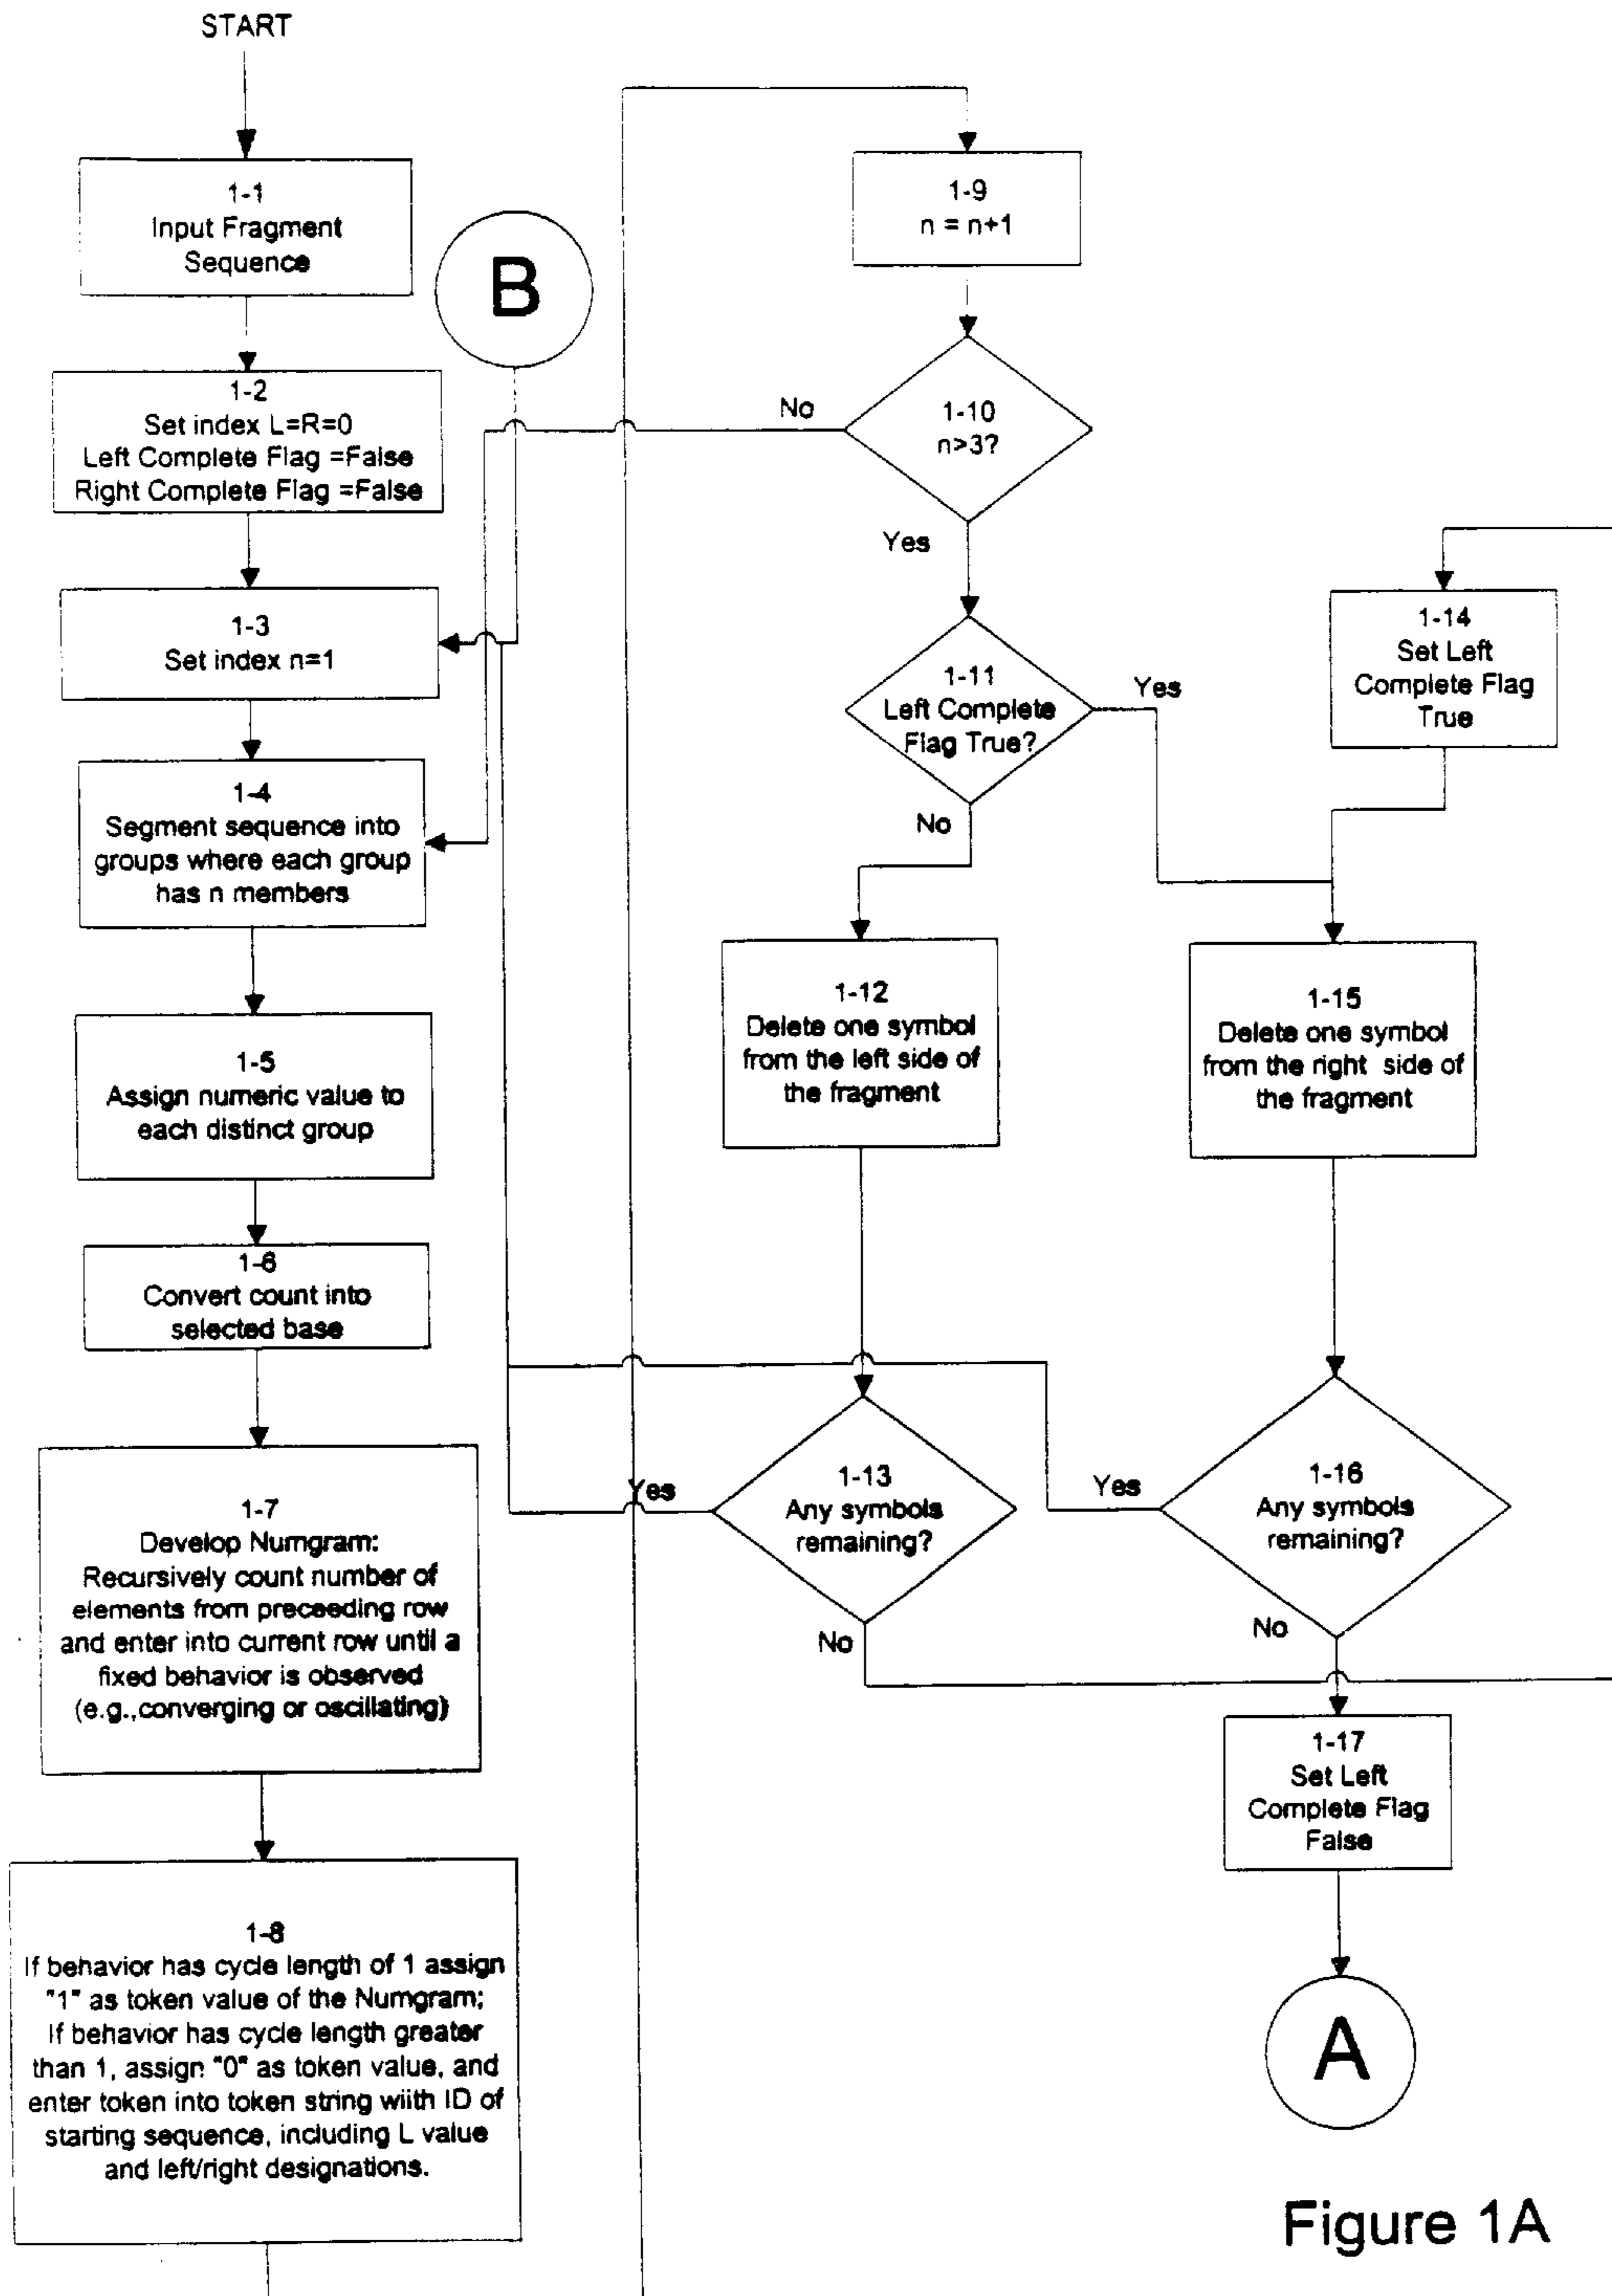 START
1-1
Input Fragment
Sequence
B
1-2
Set index L=R=0
Left Complete Flag =False
Right Complete Flag =False
1-3
Set index n=1
1-4
Segment sequence into
groups where each group
has n members
1-5
Assign numeric value to
each distinct group
1-6
Convert count into
selected base
1-7
Develop Numgram:
Recursively count number of
elements from preceeding row
and enter into current row until a
fixed behavior is observed
(e.g.,converging or oscillating)
1-8
If behavior has cycle length of 1 assign
"1" as token value of the Numgram;
If behavior has cycle length greater
than 1, assign "0" as token value, and
enter token into token string wiith ID of
starting sequence, including L value
and left/right designations.
1-9
n = n+1
1-10
n>3?
No
Yes
1-11
Left Complete
Flag True?
Yes
No
1-12
Delete one symbol
from the left side of
the fragment
1-13
Any symbols
remaining?
Yes
No
1-14
Set Left
Complete Flag
True
1-15
Delete one symbol
from the right side of
the fragment
1-16
Any symbols
remaining?
Yes
No
1-17
Set Left
Complete Flag
False
A
Figure 1A